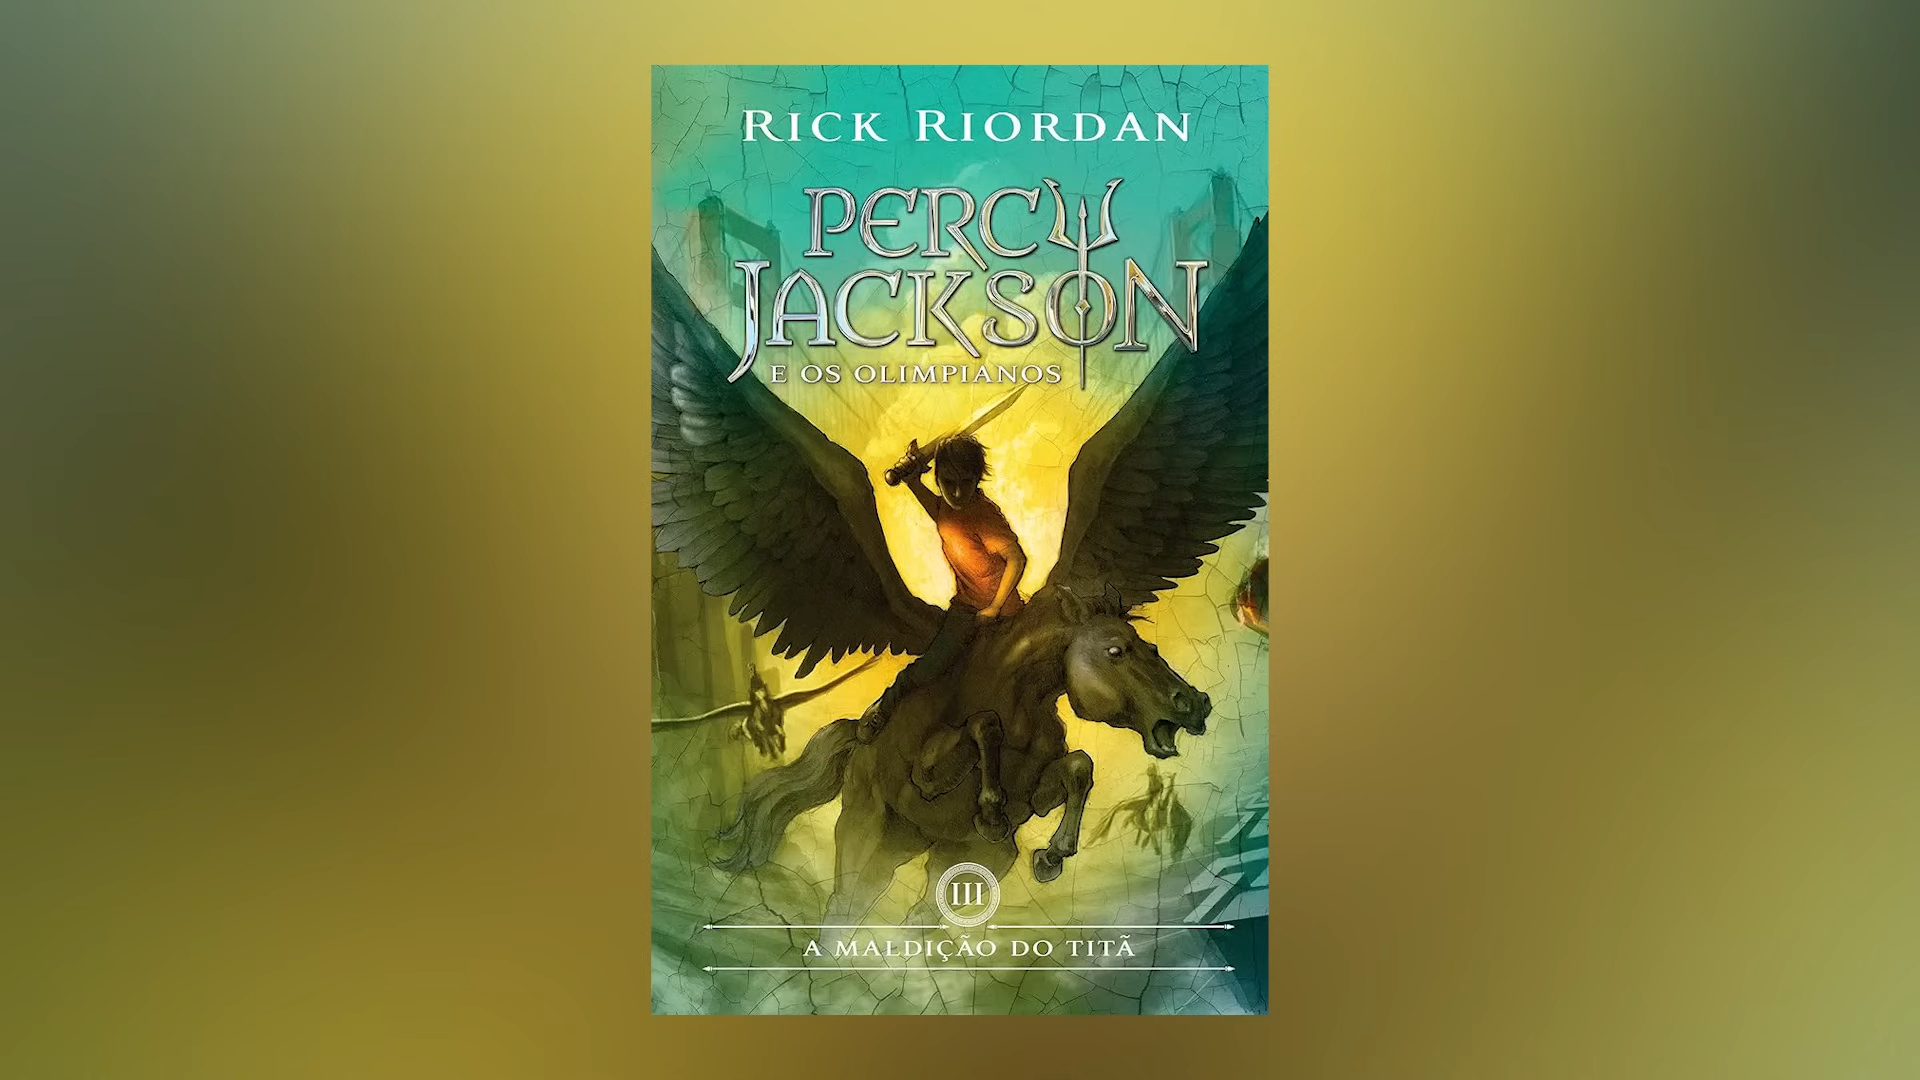 RICK RIORDAN
PERCY
JACKSON
E OS OLIMPIANOS
III
A MALDIÇÃO DO TITÃ